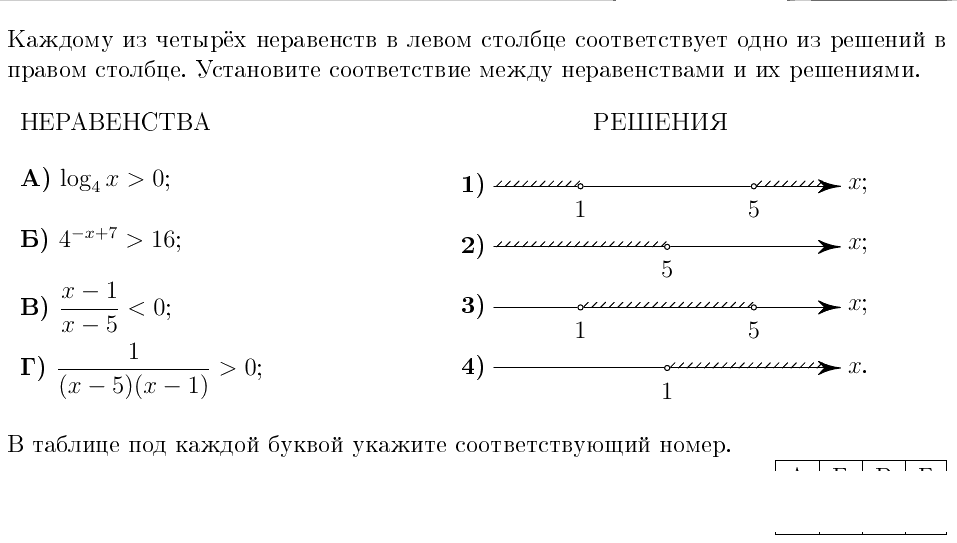 Каждому из четырёх неравенств в левом столбце соответствует одно из решений в
правом столбце. Установите соответствие между неравенствами и их решениями.
НЕРАВЕНСТВА
А) log₄ x > 0;
Б) 4^{−x+7} > 16;
В) \frac{x − 1}{x − 5} < 0;
Г) \frac{1}{(x − 5)(x − 1)} > 0;
РЕШЕНИЯ
1) x;
1 5
2) x;
5
3) x;
1 5
4) x.
1
В таблице под каждой буквой укажите соответствующий номер.